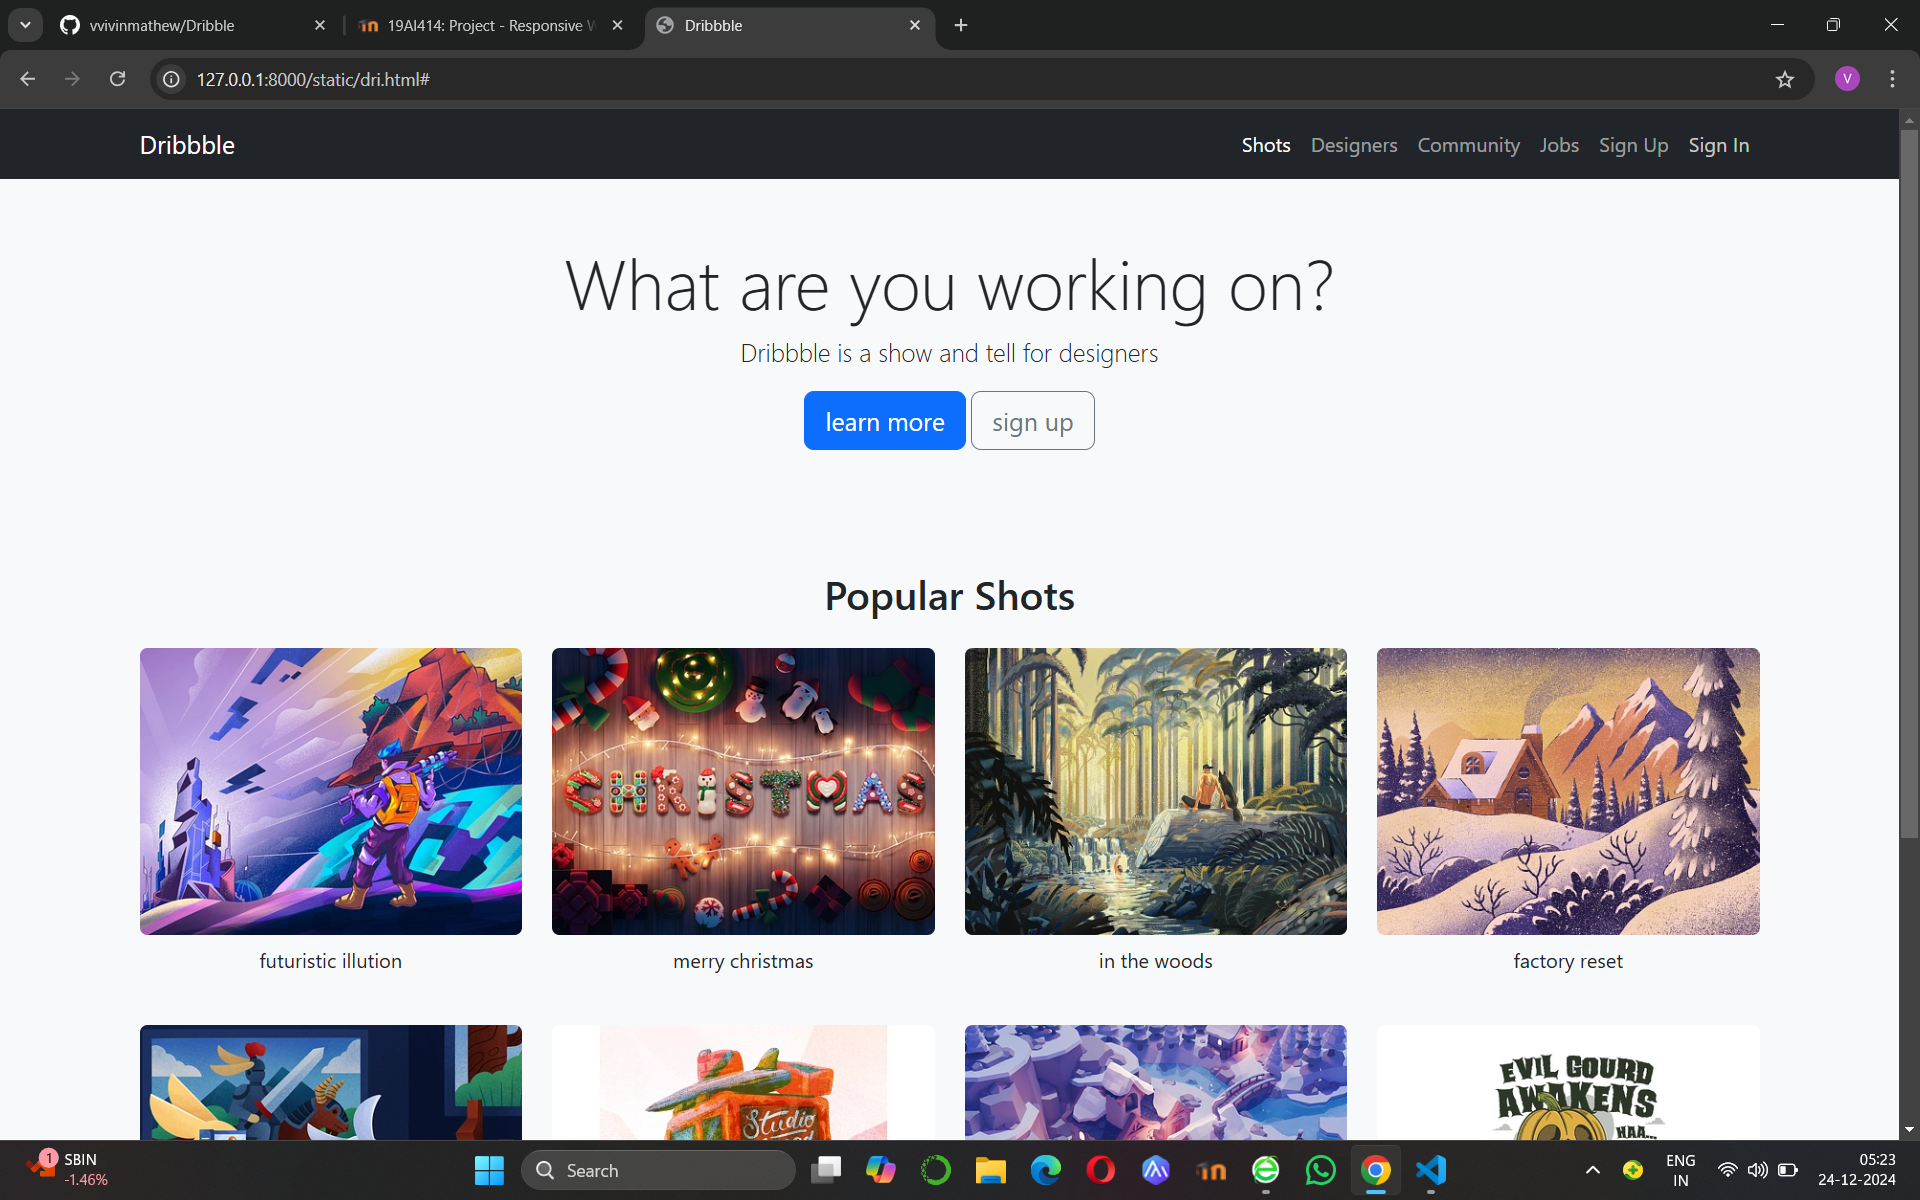 vvivinmathew/Dribble
19AI414: Project - Responsive W
Dribbble
127.0.0.1:8000/static/dri.html#
V
Dribbble
Shots
Designers
Community
Jobs
Sign Up
Sign In
What are you working on?
Dribbble is a show and tell for designers
learn more
sign up
Popular Shots
CHRISTMAS
futuristic illution
merry christmas
in the woods
factory reset
Studio
EVIL GOURD
AWAKENS
HAA...
1
SBIN
-1.46%
Search
ENG
IN
05:23
24-12-2024